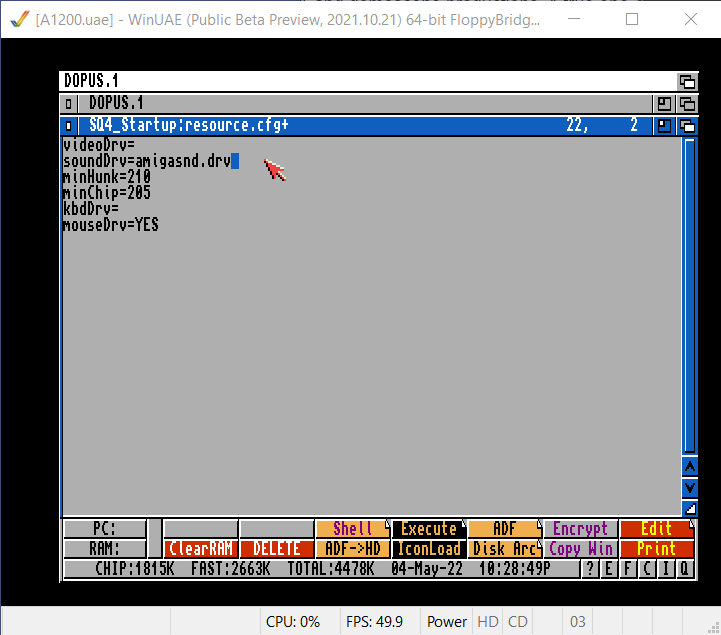 [A1200.uae] - WinUAE (Public Beta Preview, 2021.10.21) 64-bit FloppyBridg...
DOPUS.1
DOPUS.1
SQ4_Startup:resource.cfg+ 22, 2
videoDrv=
soundDrv=amigasnd.drv
minHunk=210
minChip=205
kbdDrv=
mouseDrv=YES
PC: Shell Execute ADF Encrypt Edit
RAM: ClearRAM DELETE ADF->HD IconLoad Disk Arc Copy Win Print
CHIP:1815K FAST:2663K TOTAL:4478K 04-May-22 10:28:49P ? E F C I Q
CPU: 0% FPS: 49.9 Power HD CD 03